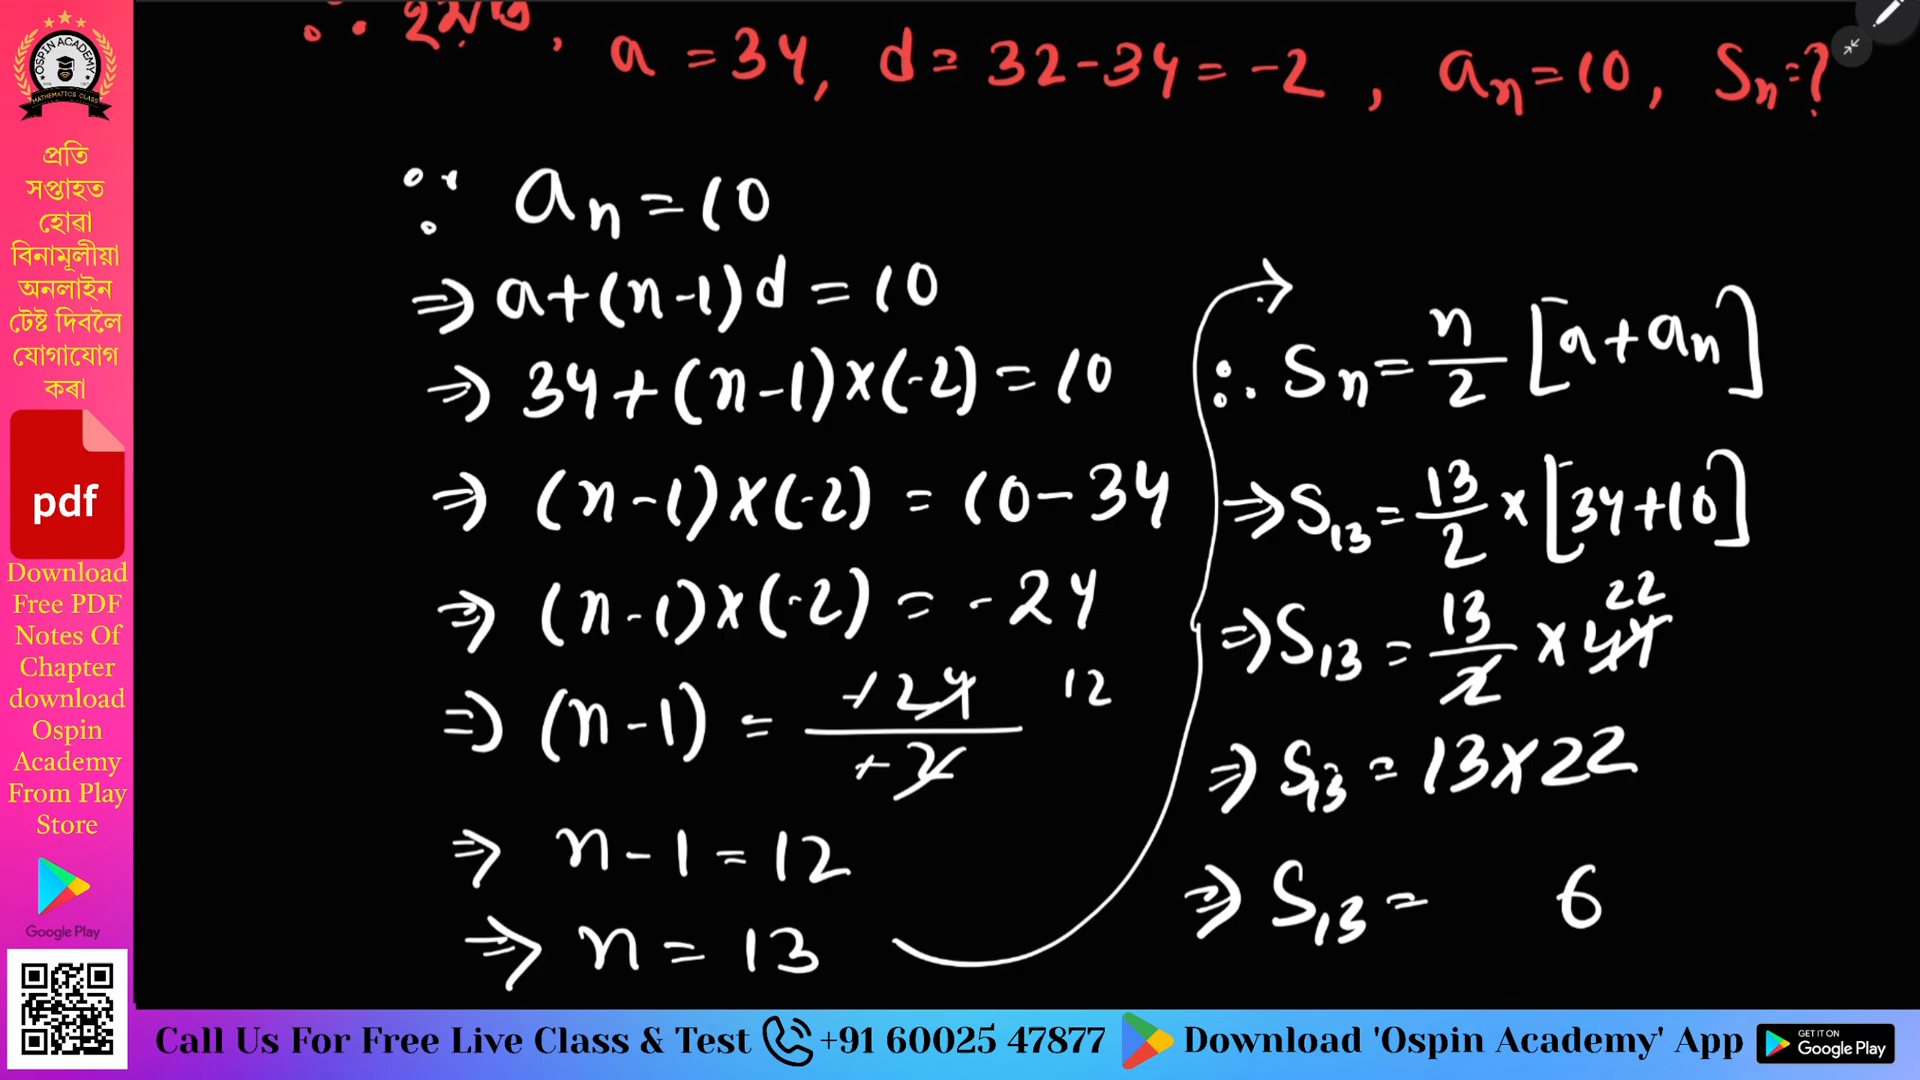 ∵ হয়ত, a = 34, d = 32-34 = -2, aₙ = 10, Sₙ = ?
∵ aₙ = 10
⇒ a+(n-1)d = 10
⇒ 34+(n-1)×(-2) = 10
⇒ (n-1)×(-2) = 10-34
⇒ (n-1)×(-2) = -24
⇒ (n-1) = +24/+2 12
⇒ n-1 = 12
⇒ n = 13
∴ Sₙ = n/2 [a+aₙ]
⇒ S₁₃ = 13/2 × [34+10]
⇒ S₁₃ = 13/2 × 44 22
⇒ S₁₃ = 13×22
⇒ S₁₃ = 6
OSPIN ACADEMY
MATHEMATICS CLASS
প্ৰতি
সপ্তাহত
হোৱা
বিনামূলীয়া
অনলাইন
টেষ্ট দিবলৈ
যোগাযোগ
কৰা
pdf
Download
Free PDF
Notes Of
Chapter
download
Ospin
Academy
From Play
Store
Google Play
Call Us For Free Live Class & Test +91 60025 47877 Download 'Ospin Academy' App
GET IT ON
Google Play